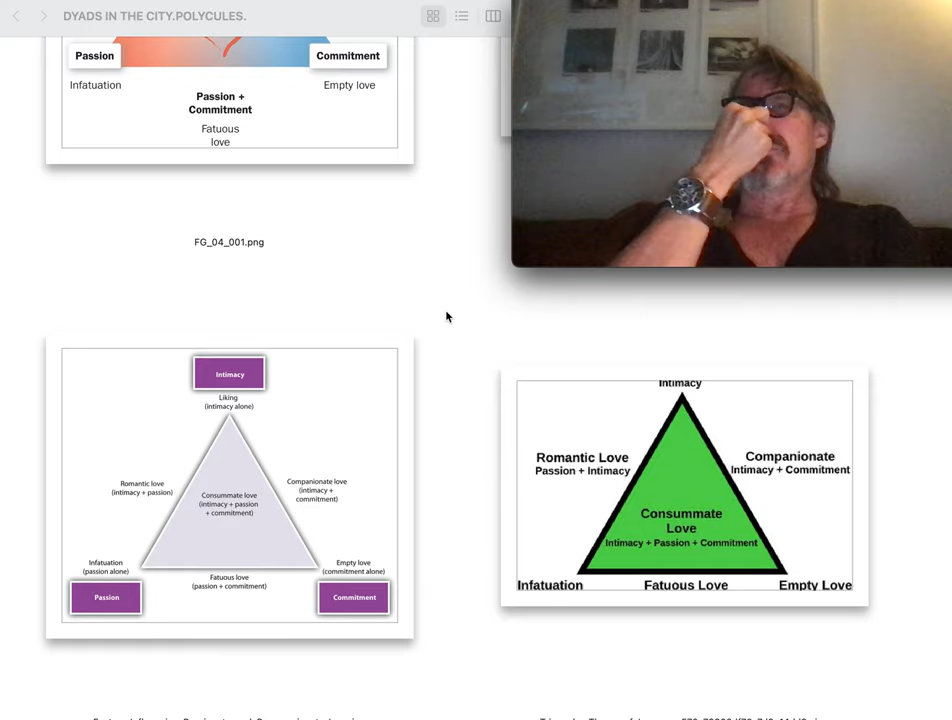 DYADS IN THE CITY.POLYCULES.
Passion
Commitment
Infatuation
Empty love
Passion +
Commitment
Fatuous
love
FG_04_001.png
Intimacy
Liking
(intimacy alone)
Romantic love
(intimacy + passion)
Companionate love
(intimacy +
commitment)
Consummate love
(intimacy + passion
+ commitment)
Infatuation
(passion alone)
Empty love
(commitment alone)
Fatuous love
(passion + commitment)
Passion
Commitment
Intimacy
Romantic Love
Passion + Intimacy
Companionate
Intimacy + Commitment
Consummate
Love
Intimacy + Passion + Commitment
Infatuation
Fatuous Love
Empty Love